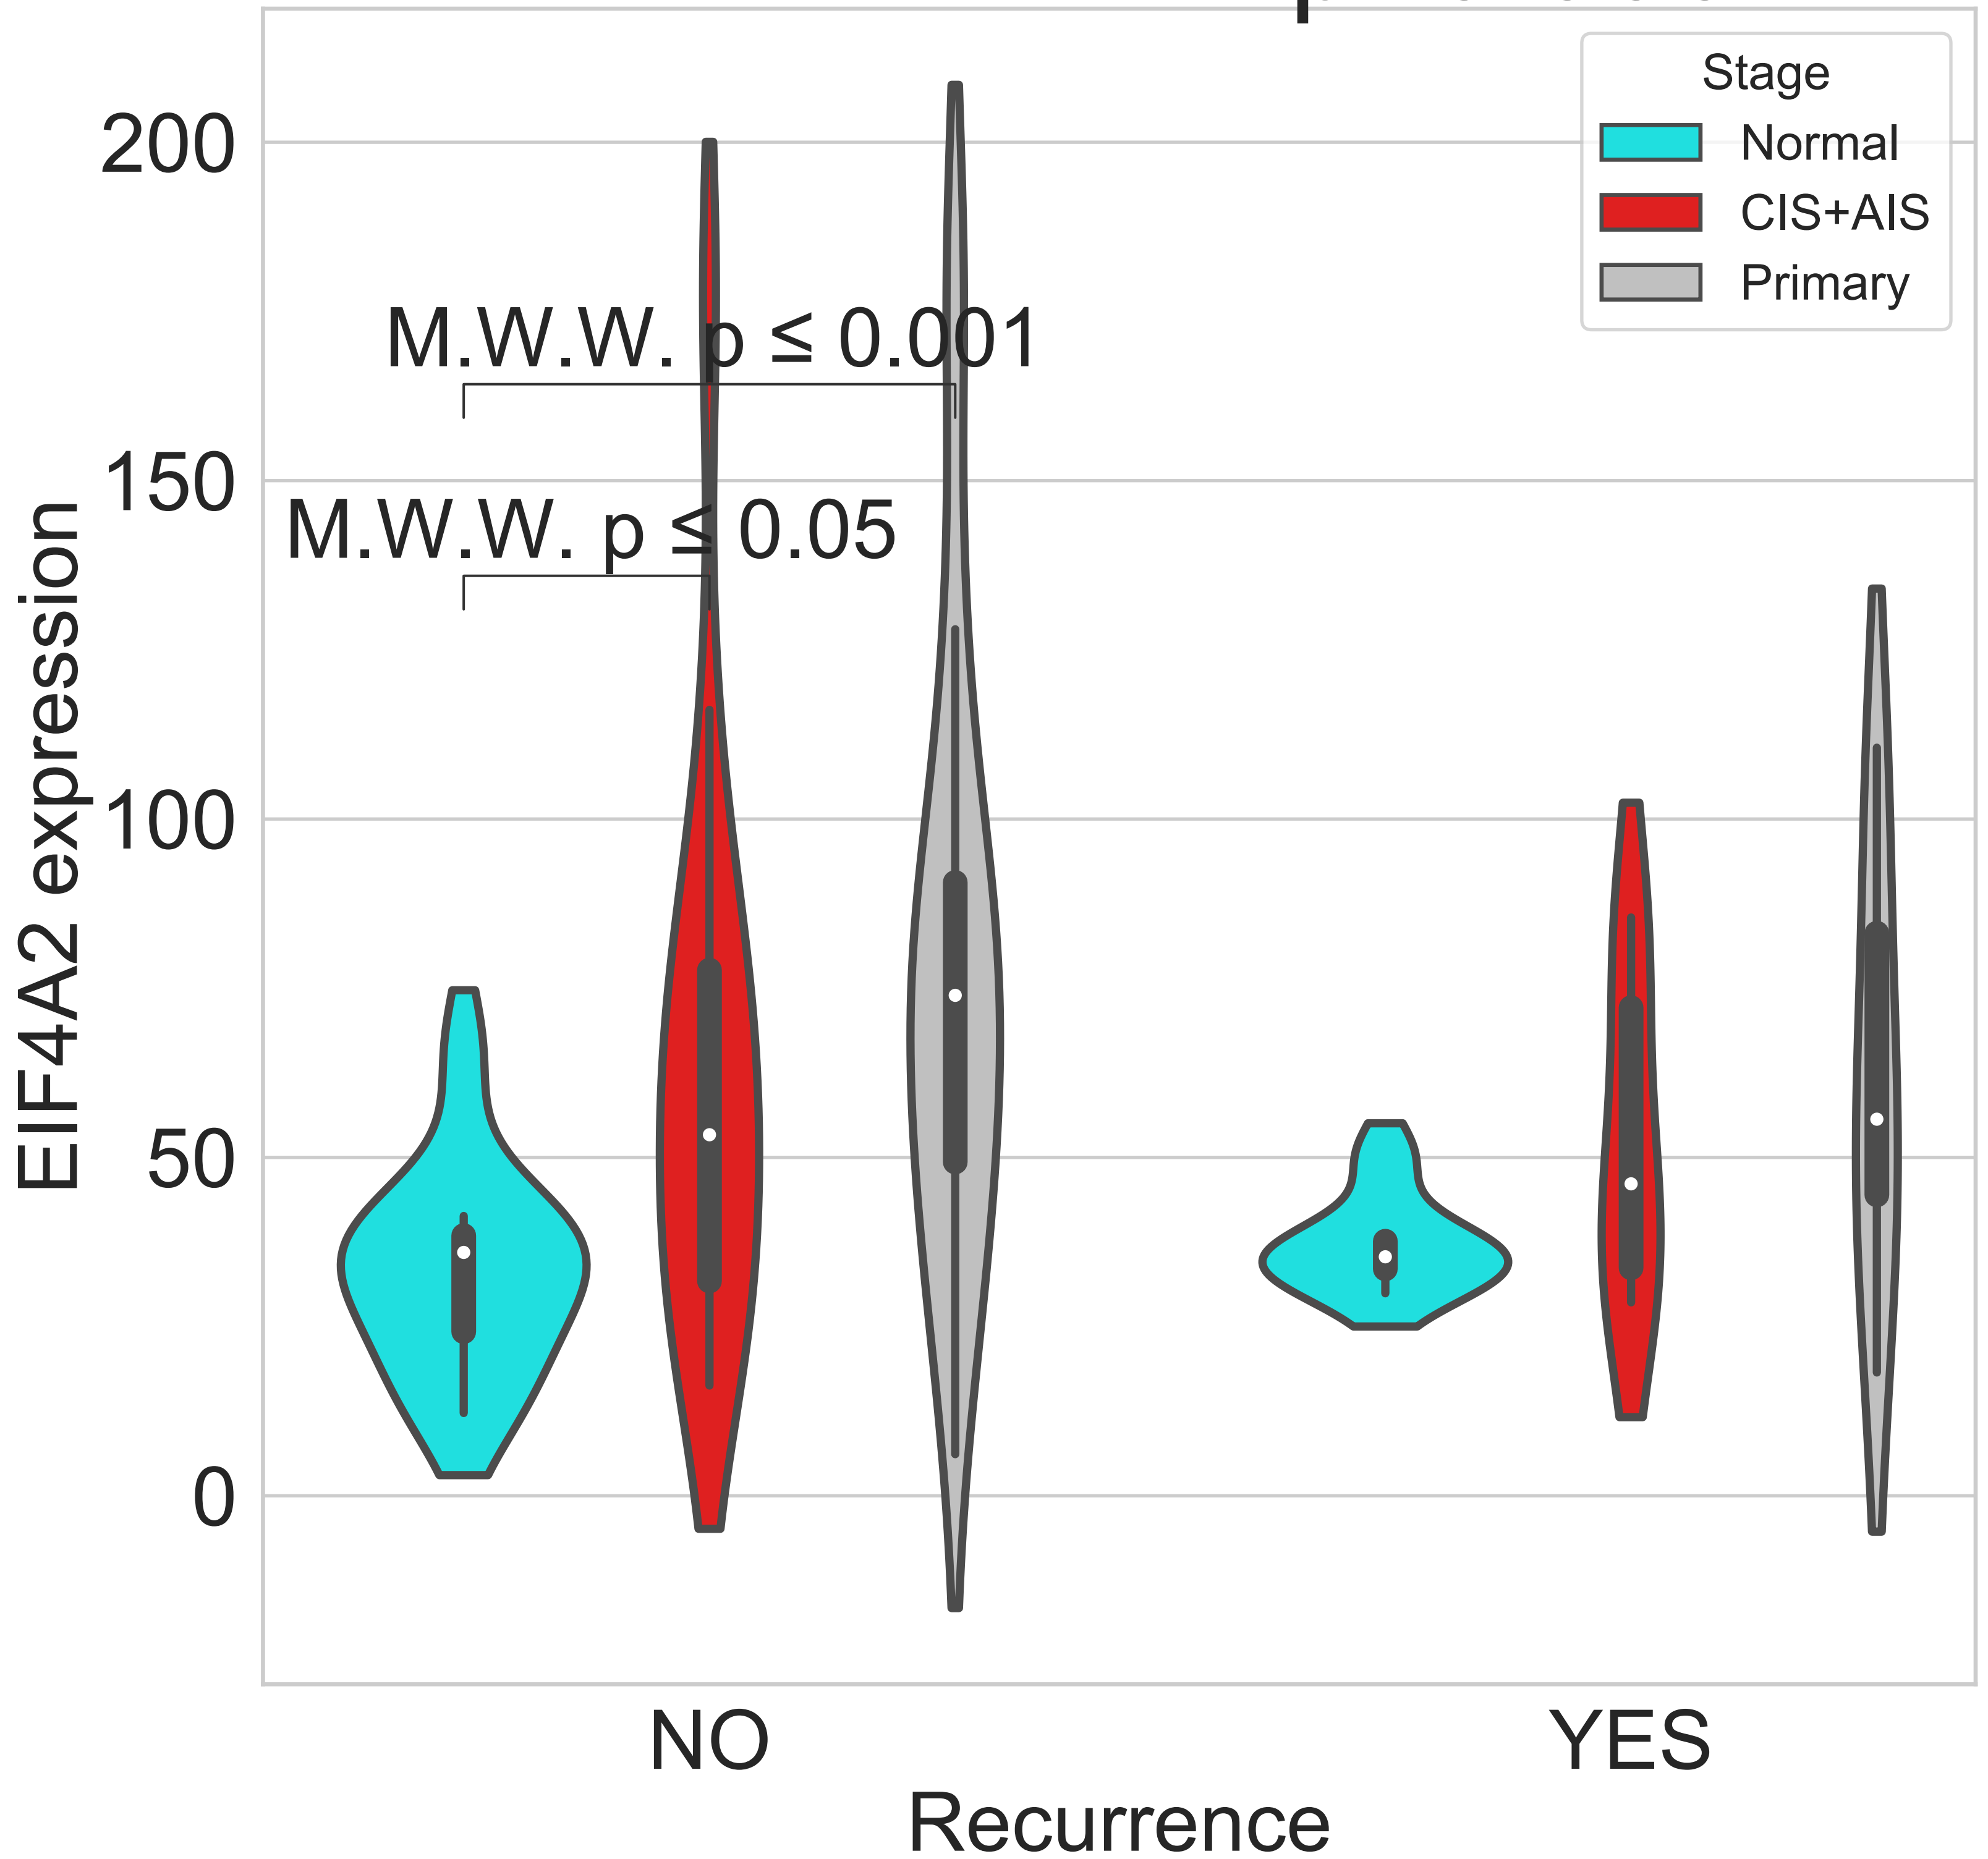 Stage
Normal
CIS+AIS
Primary
200
150
100
50
0
EIF4A2 expression
M.W.W. p ≤ 0.001
M.W.W. p ≤ 0.05
NO
YES
Recurrence